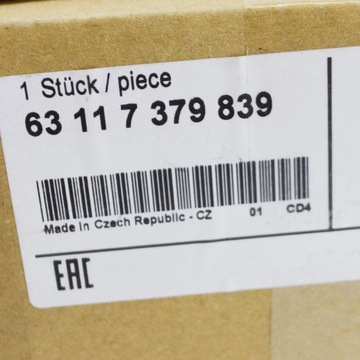 1 Stück / piece
63 11 7 379 839
Made in Czech Republic - CZ 01 CD4
EAC